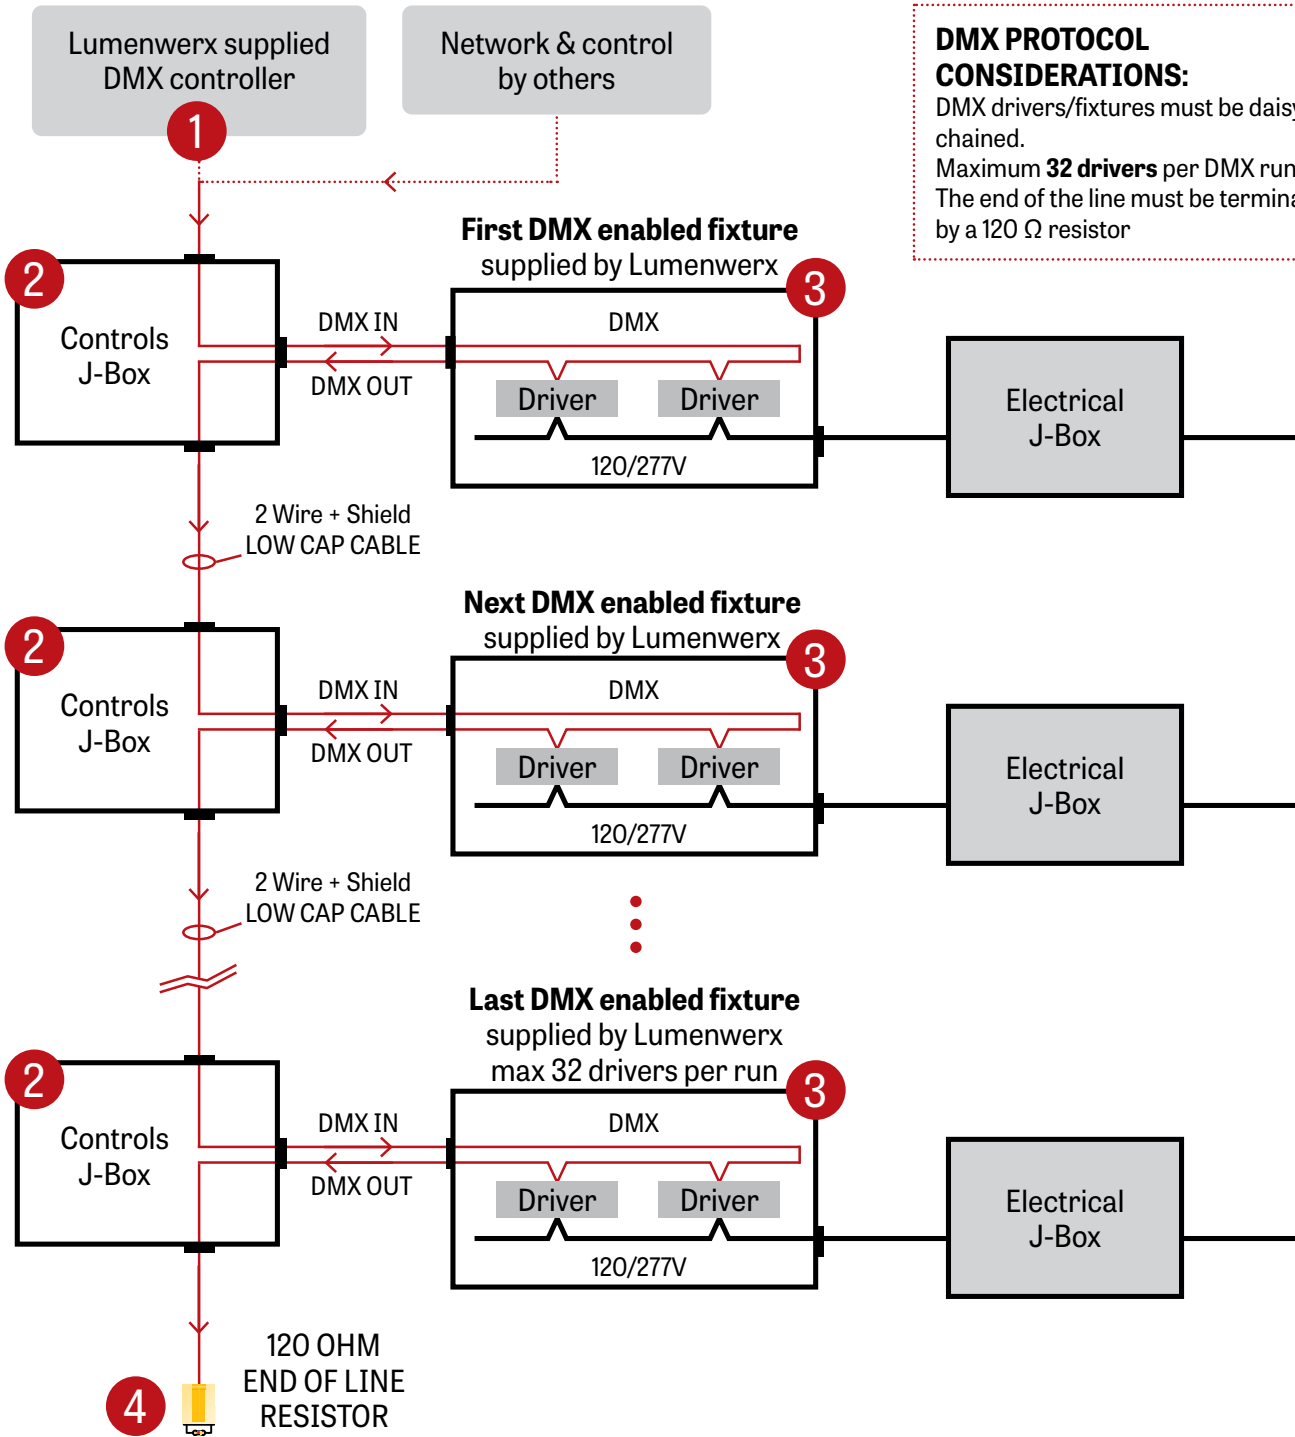 Lumenwerx supplied
DMX controller
1
Network & control
by others
DMX PROTOCOL
CONSIDERATIONS:
DMX drivers/fixtures must be daisy
chained.
Maximum 32 drivers per DMX run
The end of the line must be termina
by a 120 Ω resistor
First DMX enabled fixture
supplied by Lumenwerx
2
Controls
J-Box
DMX IN
DMX OUT
3
DMX
Driver
Driver
120/277V
Electrical
J-Box
2 Wire + Shield
LOW CAP CABLE
Next DMX enabled fixture
supplied by Lumenwerx
2
Controls
J-Box
DMX IN
DMX OUT
3
DMX
Driver
Driver
120/277V
Electrical
J-Box
2 Wire + Shield
LOW CAP CABLE
Last DMX enabled fixture
supplied by Lumenwerx
max 32 drivers per run
2
Controls
J-Box
DMX IN
DMX OUT
3
DMX
Driver
Driver
120/277V
Electrical
J-Box
4
120 OHM
END OF LINE
RESISTOR